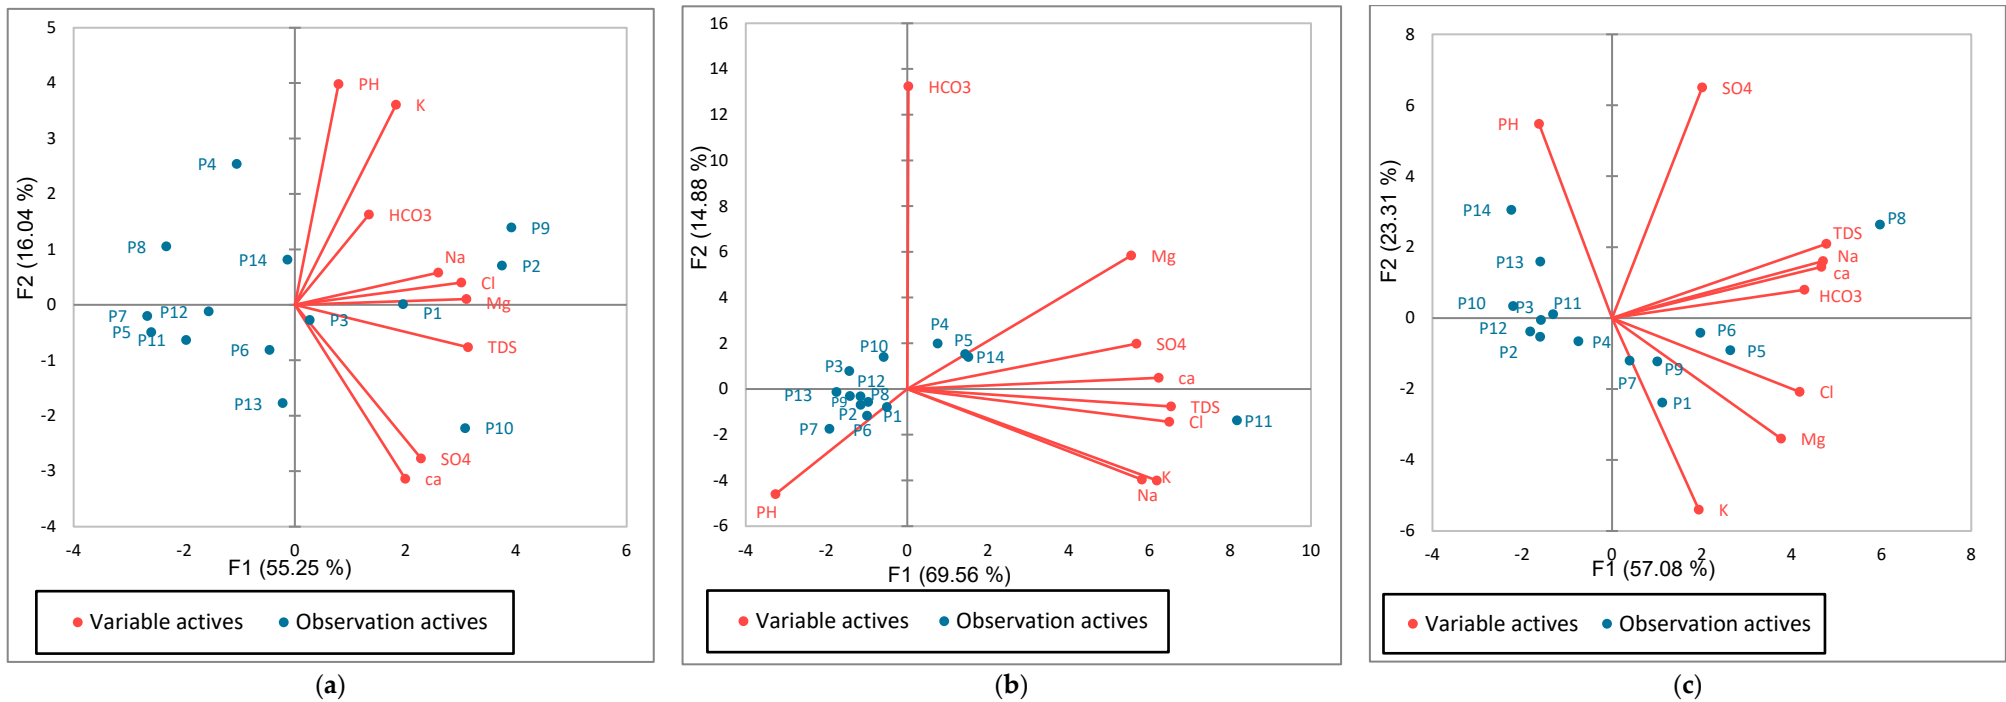 5
4
3
2
1
0
-1
-2
-3
-4
-4
-2
0
2
4
6
F2 (16.04 %)
F1 (55.25 %)
PH
K
P4
HCO3
P9
P8
P14
Na
P2
Cl
Mg
P7
P12
P1
P3
P5
P11
P6
TDS
P13
P10
SO4
ca
Variable actives
Observation actives
(a)
16
14
12
10
8
6
4
2
0
-2
-4
-6
-4
-2
0
2
4
6
8
10
F2 (14.88 %)
F1 (69.56 %)
HCO3
Mg
P4
P5
P14
SO4
P10
P3
P12
ca
P13
P9
P8
P2
P1
TDS
Cl
P11
P7
P6
K
Na
PH
Variable actives
Observation actives
(b)
8
6
4
2
0
-2
-4
-6
-4
-2
0
2
4
6
8
F2 (23.31 %)
F1 (57.08 %)
SO4
PH
P14
P8
TDS
P13
Na
ca
HCO3
P10
P3
P11
P12
P6
P2
P4
P5
P7
P9
P1
Cl
Mg
K
Variable actives
Observation actives
(c)